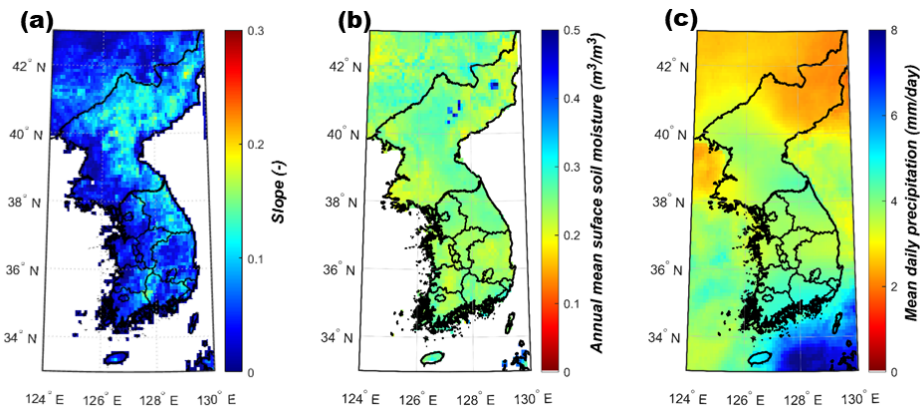 (a)
42° N
40° N
38° N
36° N
34° N
124° E
126° E
128° E
130° E
0.3
0.2
0.1
0
Slope (-)
(b)
42° N
40° N
38° N
36° N
34° N
124° E
126° E
128° E
130° E
0.5
0.4
0.3
0.2
0.1
0
Annual mean suface soil moisture (m³/m³)
(c)
42° N
40° N
38° N
36° N
34° N
124° E
126° E
128° E
130° E
8
6
4
2
0
Mean daily precipitation (mm/day)